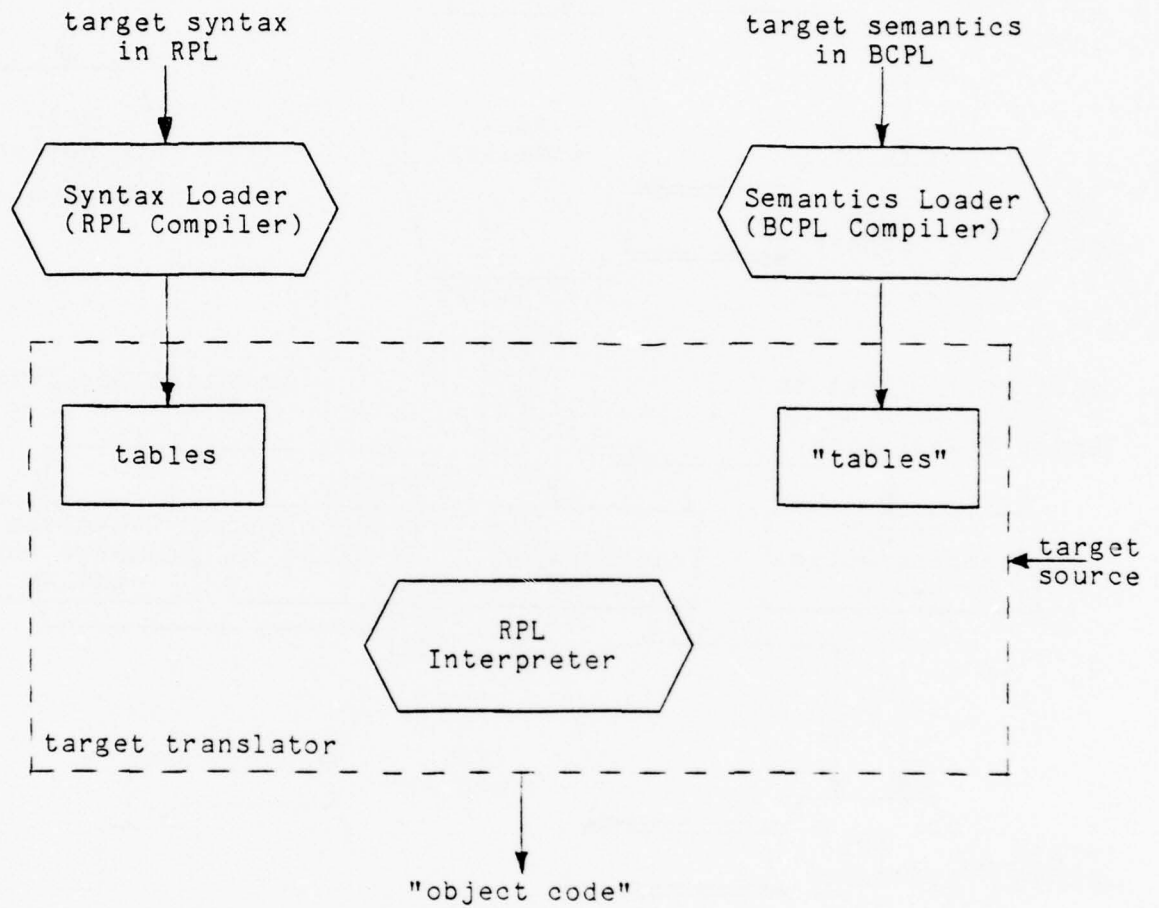 target syntax
in RPL
target semantics
in BCPL
Syntax Loader
(RPL Compiler)
Semantics Loader
(BCPL Compiler)
tables
"tables"
target
source
RPL
Interpreter
target translator
"object code"